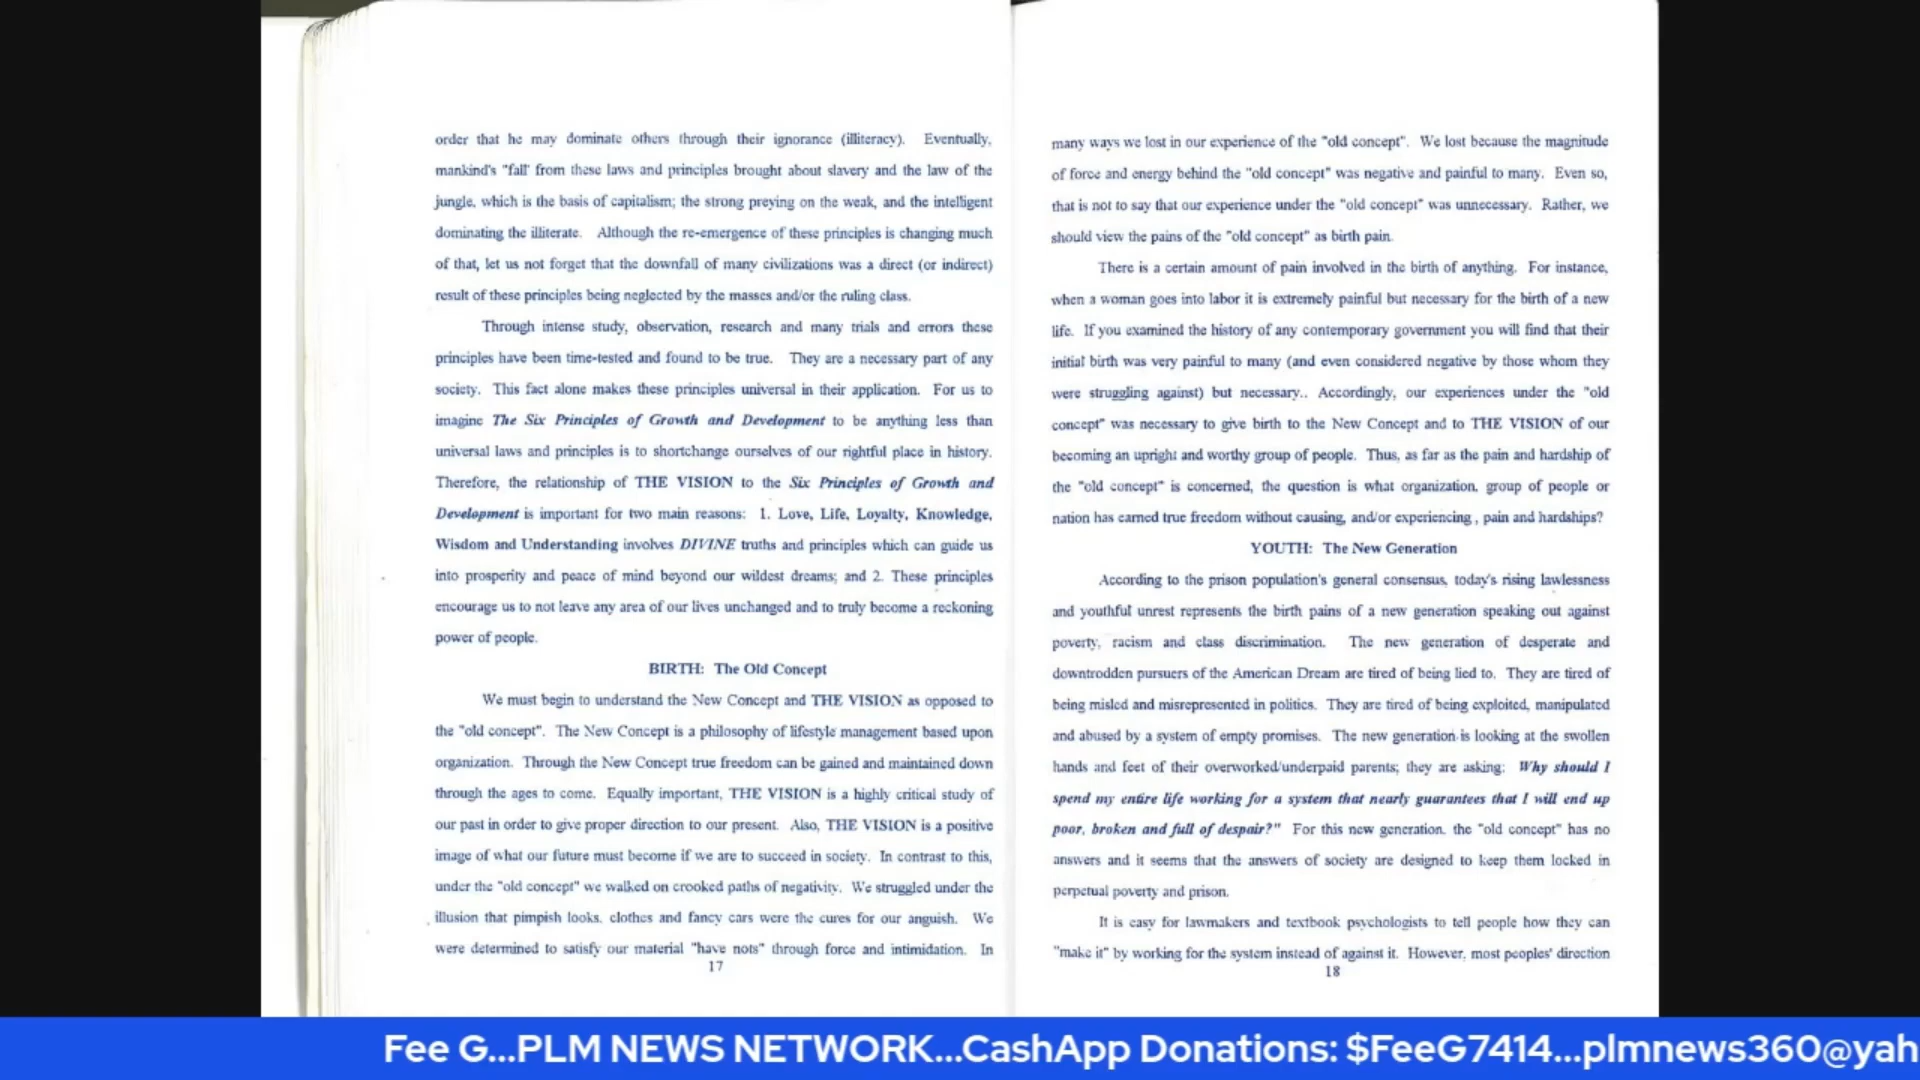 order that he may dominate others through their ignorance (illiteracy). Eventually,
mankind's "fall' from these laws and principles brought about slavery and the law of the
jungle, which is the basis of capitalism; the strong preying on the weak, and the intelligent
dominating the illiterate. Although the re-emergence of these principles is changing much
of that, let us not forget that the downfall of many civilizations was a direct (or indirect)
result of these principles being neglected by the masses and/or the ruling class.
Through intense study, observation, research and many trials and errors these
principles have been time-tested and found to be true. They are a necessary part of any
society. This fact alone makes these principles universal in their application. For us to
imagine The Six Principles of Growth and Development to be anything less than
universal laws and principles is to shortchange ourselves of our rightful place in history.
Therefore, the relationship of THE VISION to the Six Principles of Growth and
Development is important for two main reasons: 1. Love, Life, Loyalty, Knowledge,
Wisdom and Understanding involves DIVINE truths and principles which can guide us
into prosperity and peace of mind beyond our wildest dreams; and 2. These principles
encourage us to not leave any area of our lives unchanged and to truly become a reckoning
power of people.
BIRTH: The Old Concept
We must begin to understand the New Concept and THE VISION as opposed to
the "old concept". The New Concept is a philosophy of lifestyle management based upon
organization. Through the New Concept true freedom can be gained and maintained down
through the ages to come. Equally important, THE VISION is a highly critical study of
our past in order to give proper direction to our present. Also, THE VISION is a positive
image of what our future must become if we are to succeed in society. In contrast to this,
under the "old concept" we walked on crooked paths of negativity. We struggled under the
illusion that pimpish looks, clothes and fancy cars were the cures for our anguish. We
were determined to satisfy our material "have nots" through force and intimidation. In
17
many ways we lost in our experience of the "old concept". We lost because the magnitude
of force and energy behind the "old concept" was negative and painful to many. Even so,
that is not to say that our experience under the "old concept" was unnecessary. Rather, we
should view the pains of the "old concept" as birth pain.
There is a certain amount of pain involved in the birth of anything. For instance,
when a woman goes into labor it is extremely painful but necessary for the birth of a new
life. If you examined the history of any contemporary government you will find that their
initial birth was very painful to many (and even considered negative by those whom they
were struggling against) but necessary.. Accordingly, our experiences under the "old
concept" was necessary to give birth to the New Concept and to THE VISION of our
becoming an upright and worthy group of people. Thus, as far as the pain and hardship of
the "old concept" is concerned, the question is what organization, group of people or
nation has earned true freedom without causing, and/or experiencing , pain and hardships?
YOUTH: The New Generation
According to the prison population's general consensus, today's rising lawlessness
and youthful unrest represents the birth pains of a new generation speaking out against
poverty, racism and class discrimination. The new generation of desperate and
downtrodden pursuers of the American Dream are tired of being lied to. They are tired of
being misled and misrepresented in politics. They are tired of being exploited, manipulated
and abused by a system of empty promises. The new generation is looking at the swollen
hands and feet of their overworked/underpaid parents; they are asking: Why should I
spend my entire life working for a system that nearly guarantees that I will end up
poor, broken and full of despair?" For this new generation, the "old concept" has no
answers and it seems that the answers of society are designed to keep them locked in
perpetual poverty and prison.
It is easy for lawmakers and textbook psychologists to tell people how they can
"make it" by working for the system instead of against it. However, most peoples' direction
18
Fee G...PLM NEWS NETWORK...CashApp Donations: $FeeG7414...plmnews360@yah